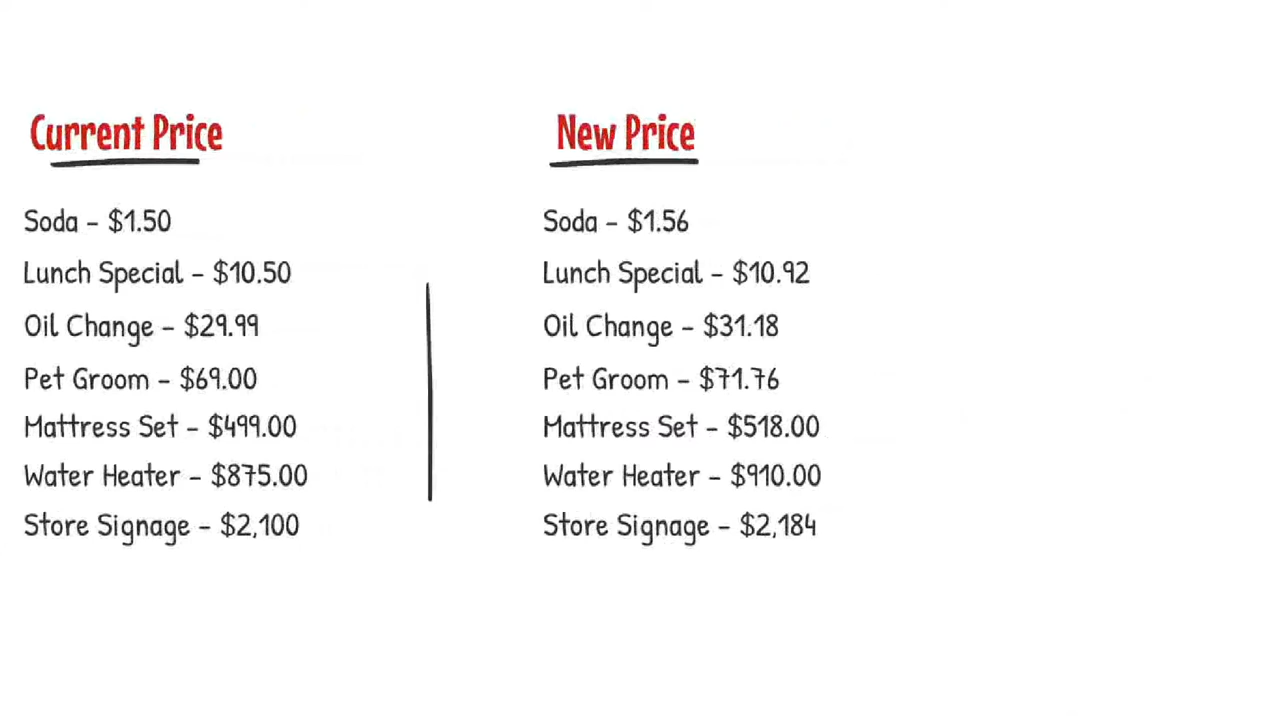 Current Price
Soda – $1.50
Lunch Special – $10.50
Oil Change – $29.99
Pet Groom – $69.00
Mattress Set – $499.00
Water Heater – $875.00
Store Signage – $2,100
New Price
Soda – $1.56
Lunch Special – $10.92
Oil Change – $31.18
Pet Groom – $71.76
Mattress Set – $518.00
Water Heater – $910.00
Store Signage – $2,184